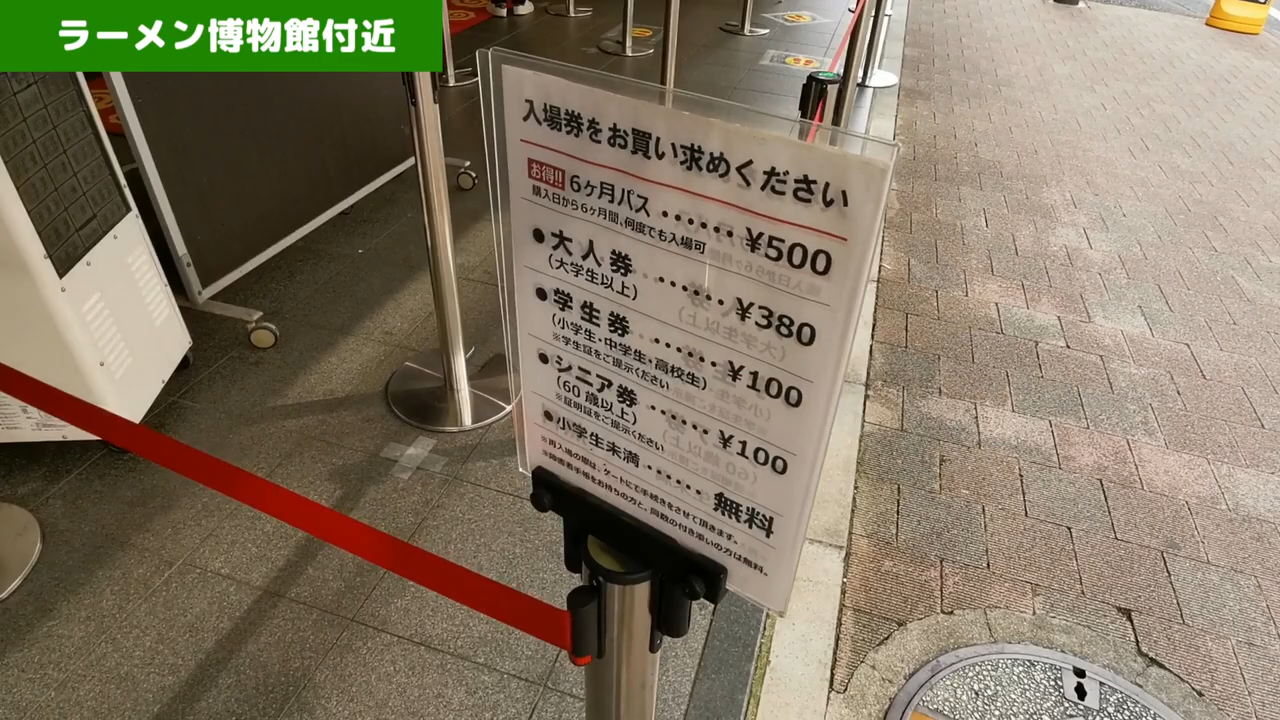 ラーメン博物館付近
入場券をお買い求めください
お得!! 6ヶ月パス ・・・・・・ ¥500
購入日から6ヶ月間、何度でも入場可
●大人券 ・・・・・・ ¥380
(大学生以上)
●学生券 ・・・・・・ ¥100
(小学生・中学生・高校生)
※学生証をご提示ください
●シニア券 ・・・・・ ¥100
(60歳以上)
※証明証をご提示ください
●小学生未満 ・・・・・ 無料
※再入場の際は、ゲートにて手続きをさせて頂きます。
※障害者手帳をお持ちの方と、同数の付き添いの方は無料。